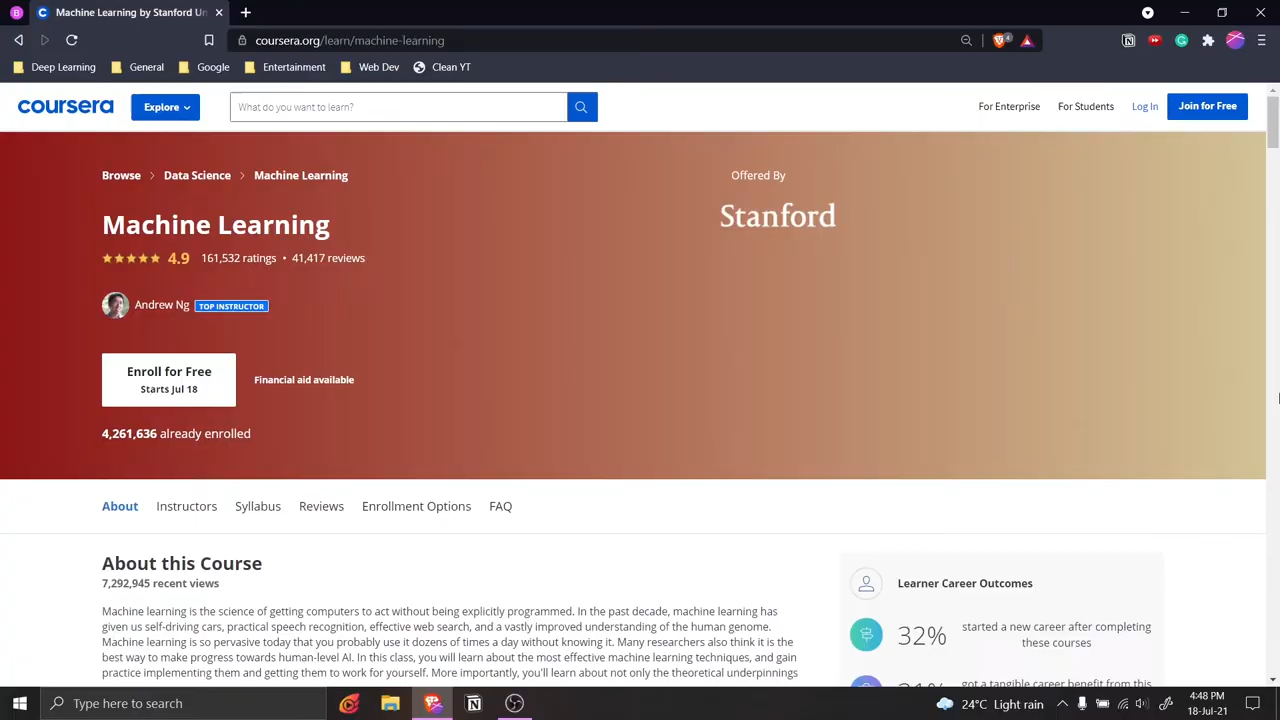 Machine Learning by Stanford Un
coursera.org/learn/machine-learning
4
Deep Learning
General
Google
Entertainment
Web Dev
Clean YT
coursera
Explore
What do you want to learn?
For Enterprise
For Students
Log In
Join for Free
Browse
Data Science
Machine Learning
Offered By
Stanford
Machine Learning
4.9 161,532 ratings • 41,417 reviews
Andrew Ng TOP INSTRUCTOR
Enroll for Free
Starts Jul 18
Financial aid available
4,261,636 already enrolled
About Instructors Syllabus Reviews Enrollment Options FAQ
About this Course
7,292,945 recent views
Machine learning is the science of getting computers to act without being explicitly programmed. In the past decade, machine learning has
given us self-driving cars, practical speech recognition, effective web search, and a vastly improved understanding of the human genome.
Machine learning is so pervasive today that you probably use it dozens of times a day without knowing it. Many researchers also think it is the
best way to make progress towards human-level AI. In this class, you will learn about the most effective machine learning techniques, and gain
practice implementing them and getting them to work for yourself. More importantly, you'll learn about not only the theoretical underpinnings
Learner Career Outcomes
32%
started a new career after completing
these courses
got a tangible career benefit from this
Type here to search
24°C Light rain
4:48 PM
18-Jul-21